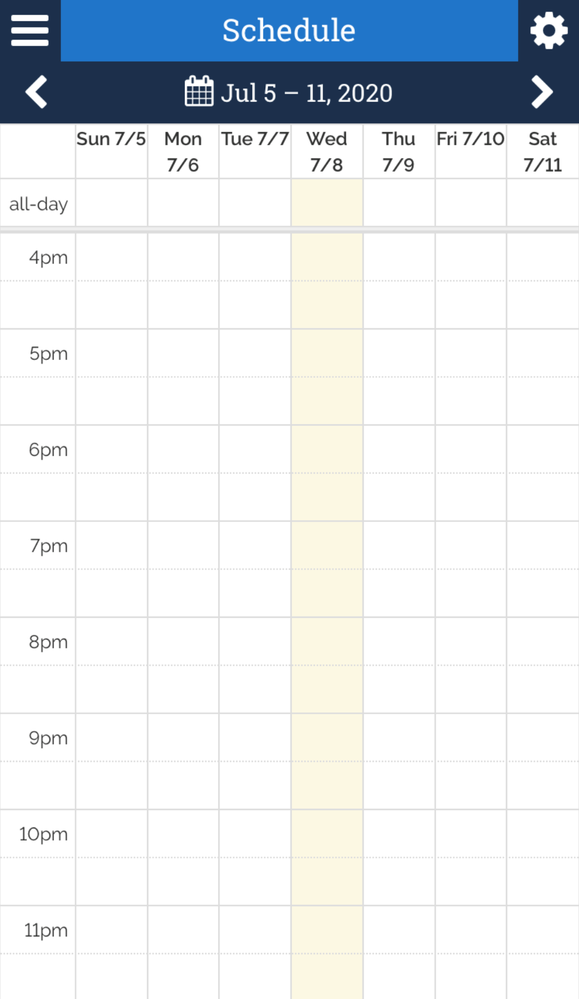 Schedule
Jul 5 – 11, 2020
Sun 7/5 Mon 7/6 Tue 7/7 Wed 7/8 Thu 7/9 Fri 7/10 Sat 7/11
all-day
4pm
5pm
6pm
7pm
8pm
9pm
10pm
11pm